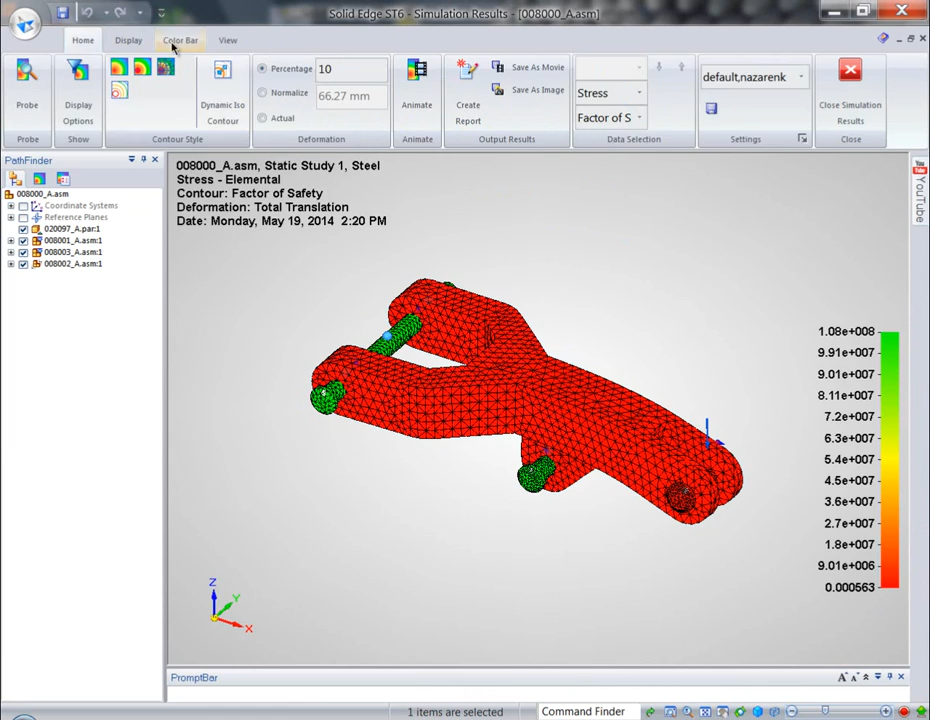 Solid Edge ST6 - Simulation Results - [008000_A.asm]
Home Display Color Bar View
Probe
Display Options
Dynamic Iso Contour
Percentage 10
Normalize 66.27 mm
Actual
Animate
Create Report
Save As Movie
Save As Image
Stress
Factor of S
default,nazarenk
Close Simulation Results
Probe Show Contour Style Deformation Animate Output Results Data Selection Settings Close
PathFinder
008000_A.asm
Coordinate Systems
Reference Planes
020097_A.par:1
008001_A.asm:1
008003_A.asm:1
008002_A.asm:1
008000_A.asm, Static Study 1, Steel
Stress - Elemental
Contour: Factor of Safety
Deformation: Total Translation
Date: Monday, May 19, 2014 2:20 PM
You Tube
YouTube
1.08e+008
9.91e+007
9.01e+007
8.11e+007
7.2e+007
6.3e+007
5.4e+007
4.5e+007
3.6e+007
2.7e+007
1.8e+007
9.01e+006
0.000563
Z
Y
X
PromptBar
1 items are selected
Command Finder